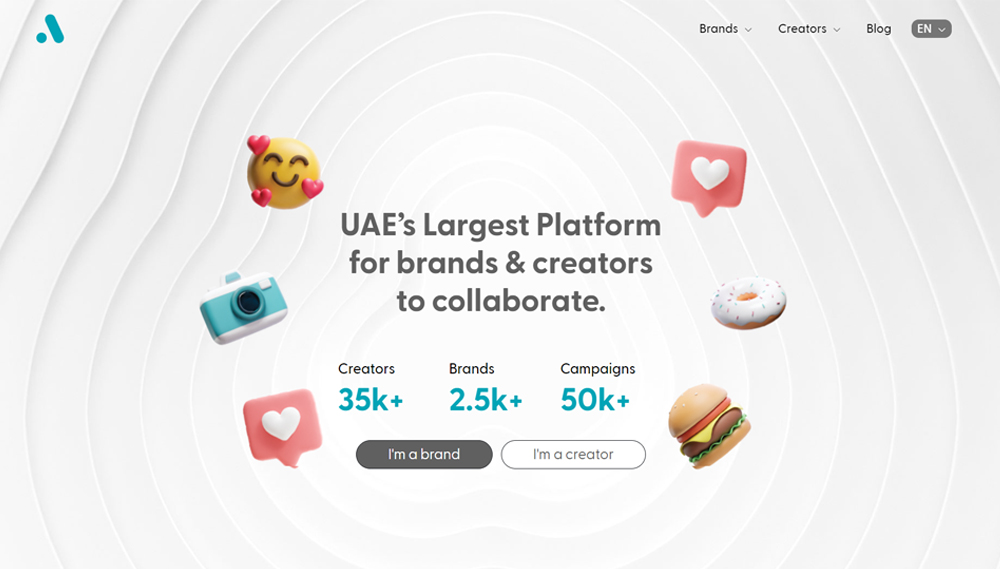 Brands
Creators
Blog
EN
UAE’s Largest Platform
for brands & creators
to collaborate.
Creators
35k+
Brands
2.5k+
Campaigns
50k+
I'm a brand
I'm a creator